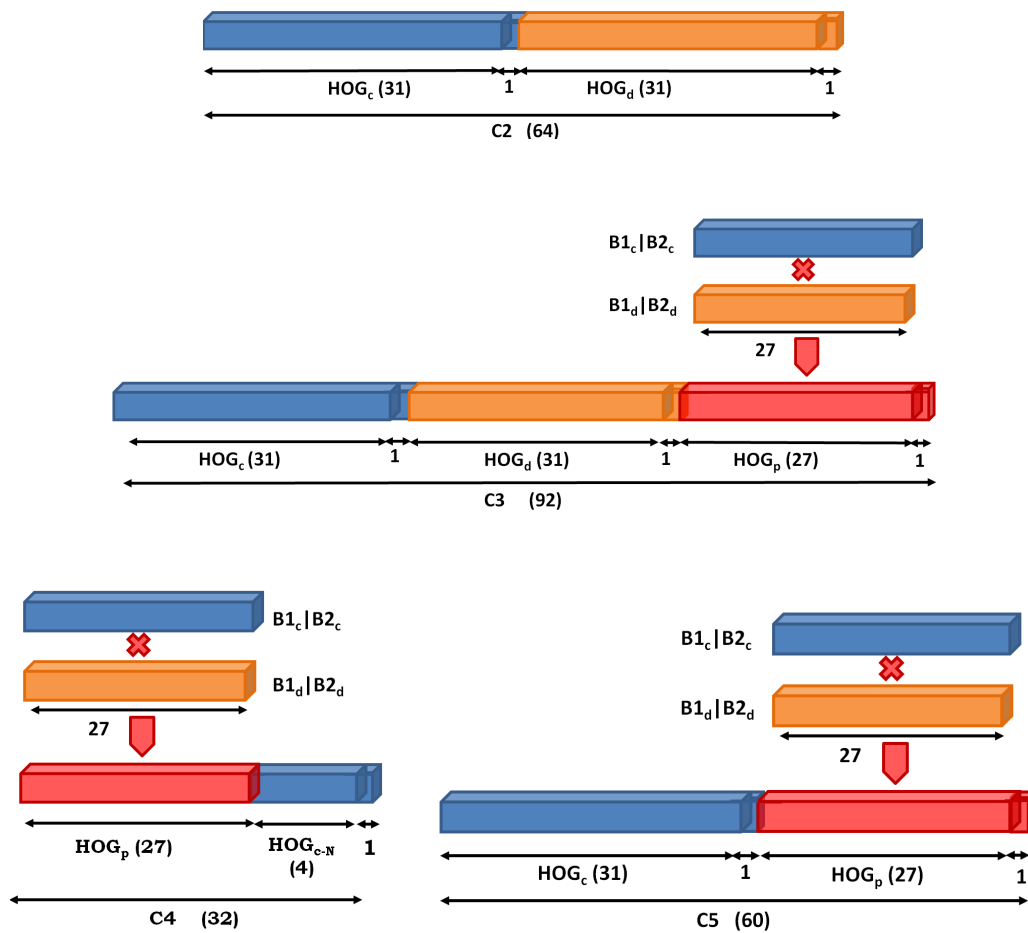 HOGc (31) 1 HOGd (31) 1
C2 (64)
B1c|B2c
B1d|B2d
27
HOGc (31) 1 HOGd (31) 1 HOGp (27) 1
C3 (92)
B1c|B2c
B1d|B2d
27
HOGp (27) HOGc-N (4) 1
C4 (32)
B1c|B2c
B1d|B2d
27
HOGc (31) 1 HOGp (27) 1
C5 (60)